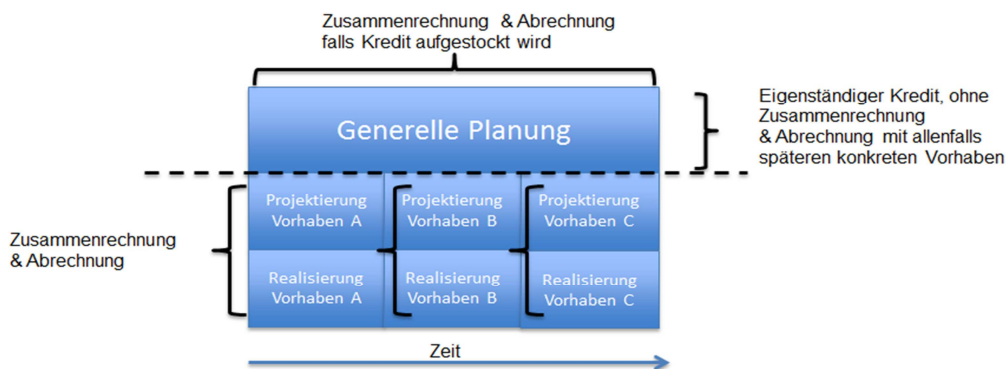 Zusammenrechnung & Abrechnung
falls Kredit aufgestockt wird
Generelle Planung
Eigenständiger Kredit, ohne
Zusammenrechnung
& Abrechnung mit allenfalls
späteren konkreten Vorhaben
Zusammenrechnung
& Abrechnung
Projektierung
Vorhaben A
Projektierung
Vorhaben B
Projektierung
Vorhaben C
Realisierung
Vorhaben A
Realisierung
Vorhaben B
Realisierung
Vorhaben C
Zeit